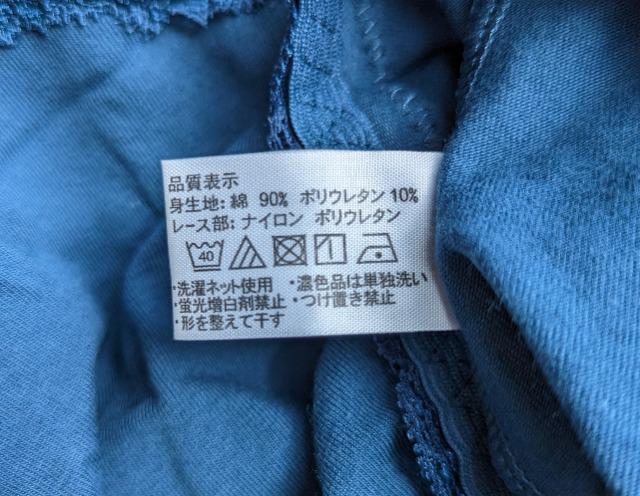 品質表示
身生地: 綿 90% ポリウレタン 10%
レース部: ナイロン ポリウレタン
40
・洗濯ネット使用 ・濃色品は単独洗い
・蛍光増白剤禁止 ・つけ置き禁止
・形を整えて干す